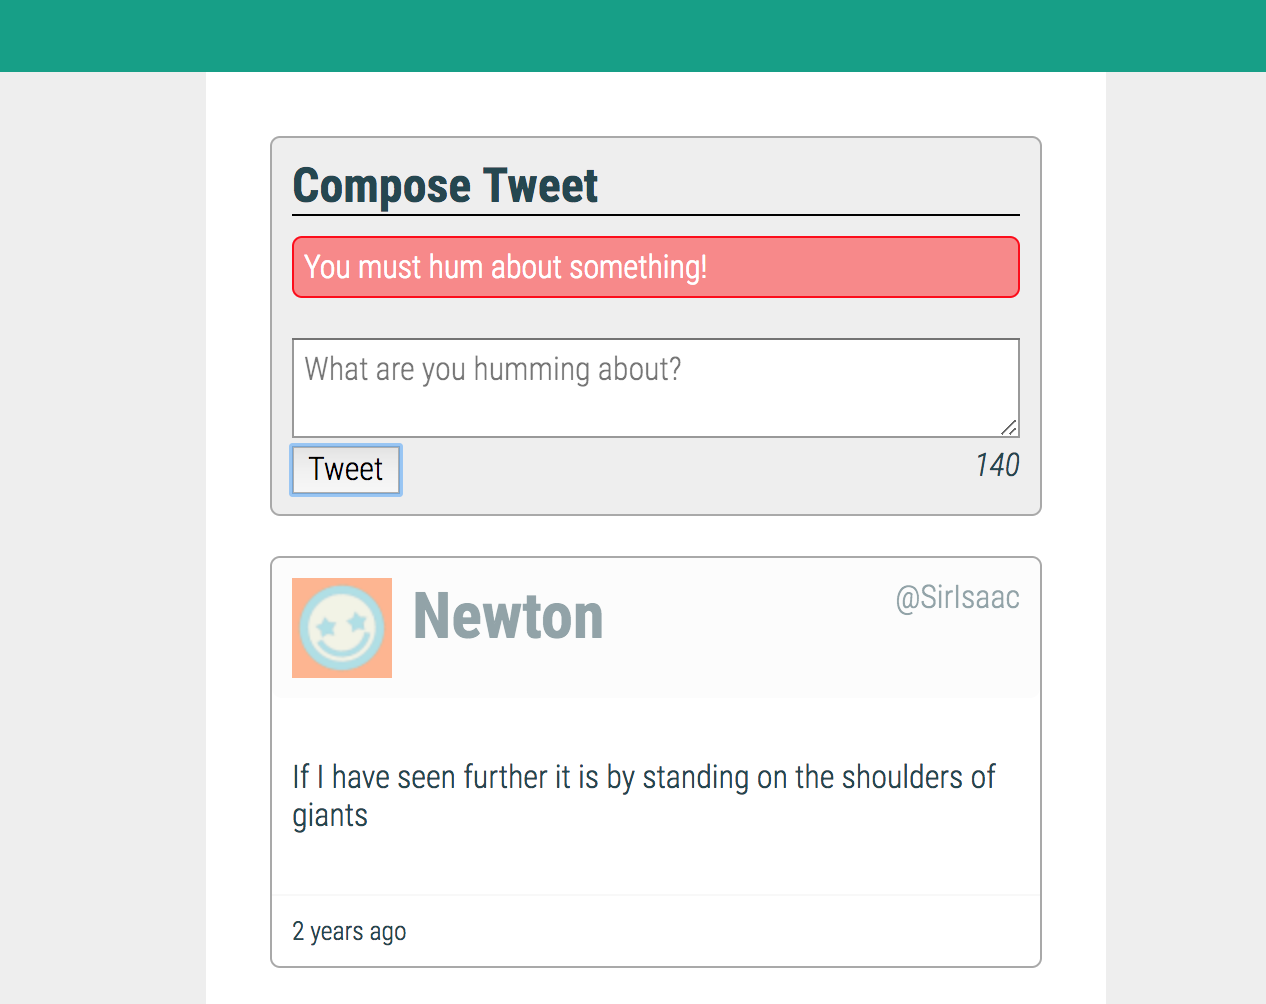 Compose Tweet
You must hum about something!
What are you humming about?
Tweet
140
Newton
@SirIsaac
If I have seen further it is by standing on the shoulders of
giants
2 years ago